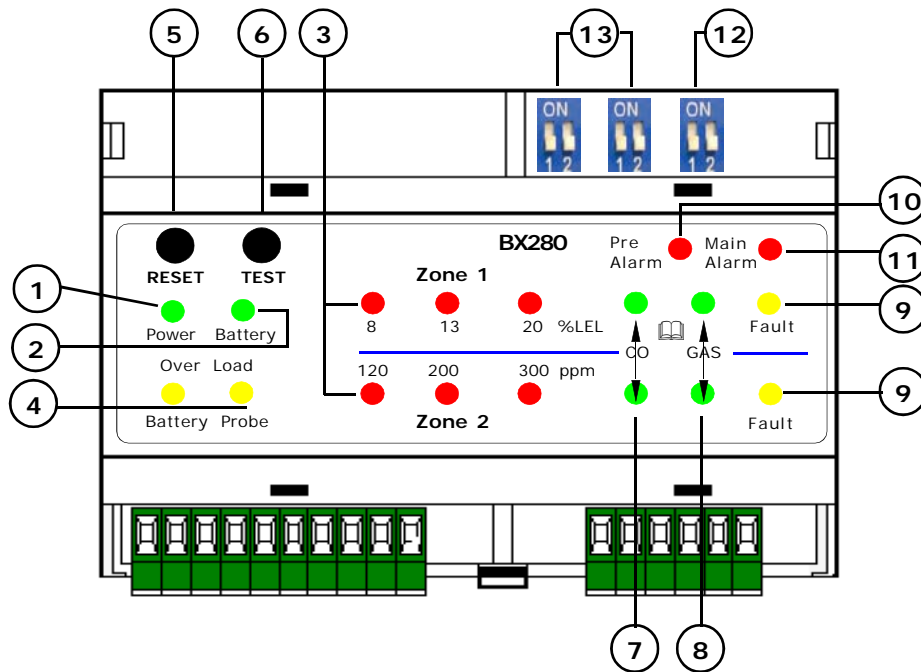 5 6 3 13 12
ON ON ON
1 2 1 2 1 2
10
BX280 Pre Alarm Main Alarm
11
RESET TEST
Zone 1
1
9
8 13 20 %LEL
Power Battery
Fault
2
CO GAS
Over Load
120 200 300 ppm
4
9
Battery Probe
Zone 2
Fault
7 8